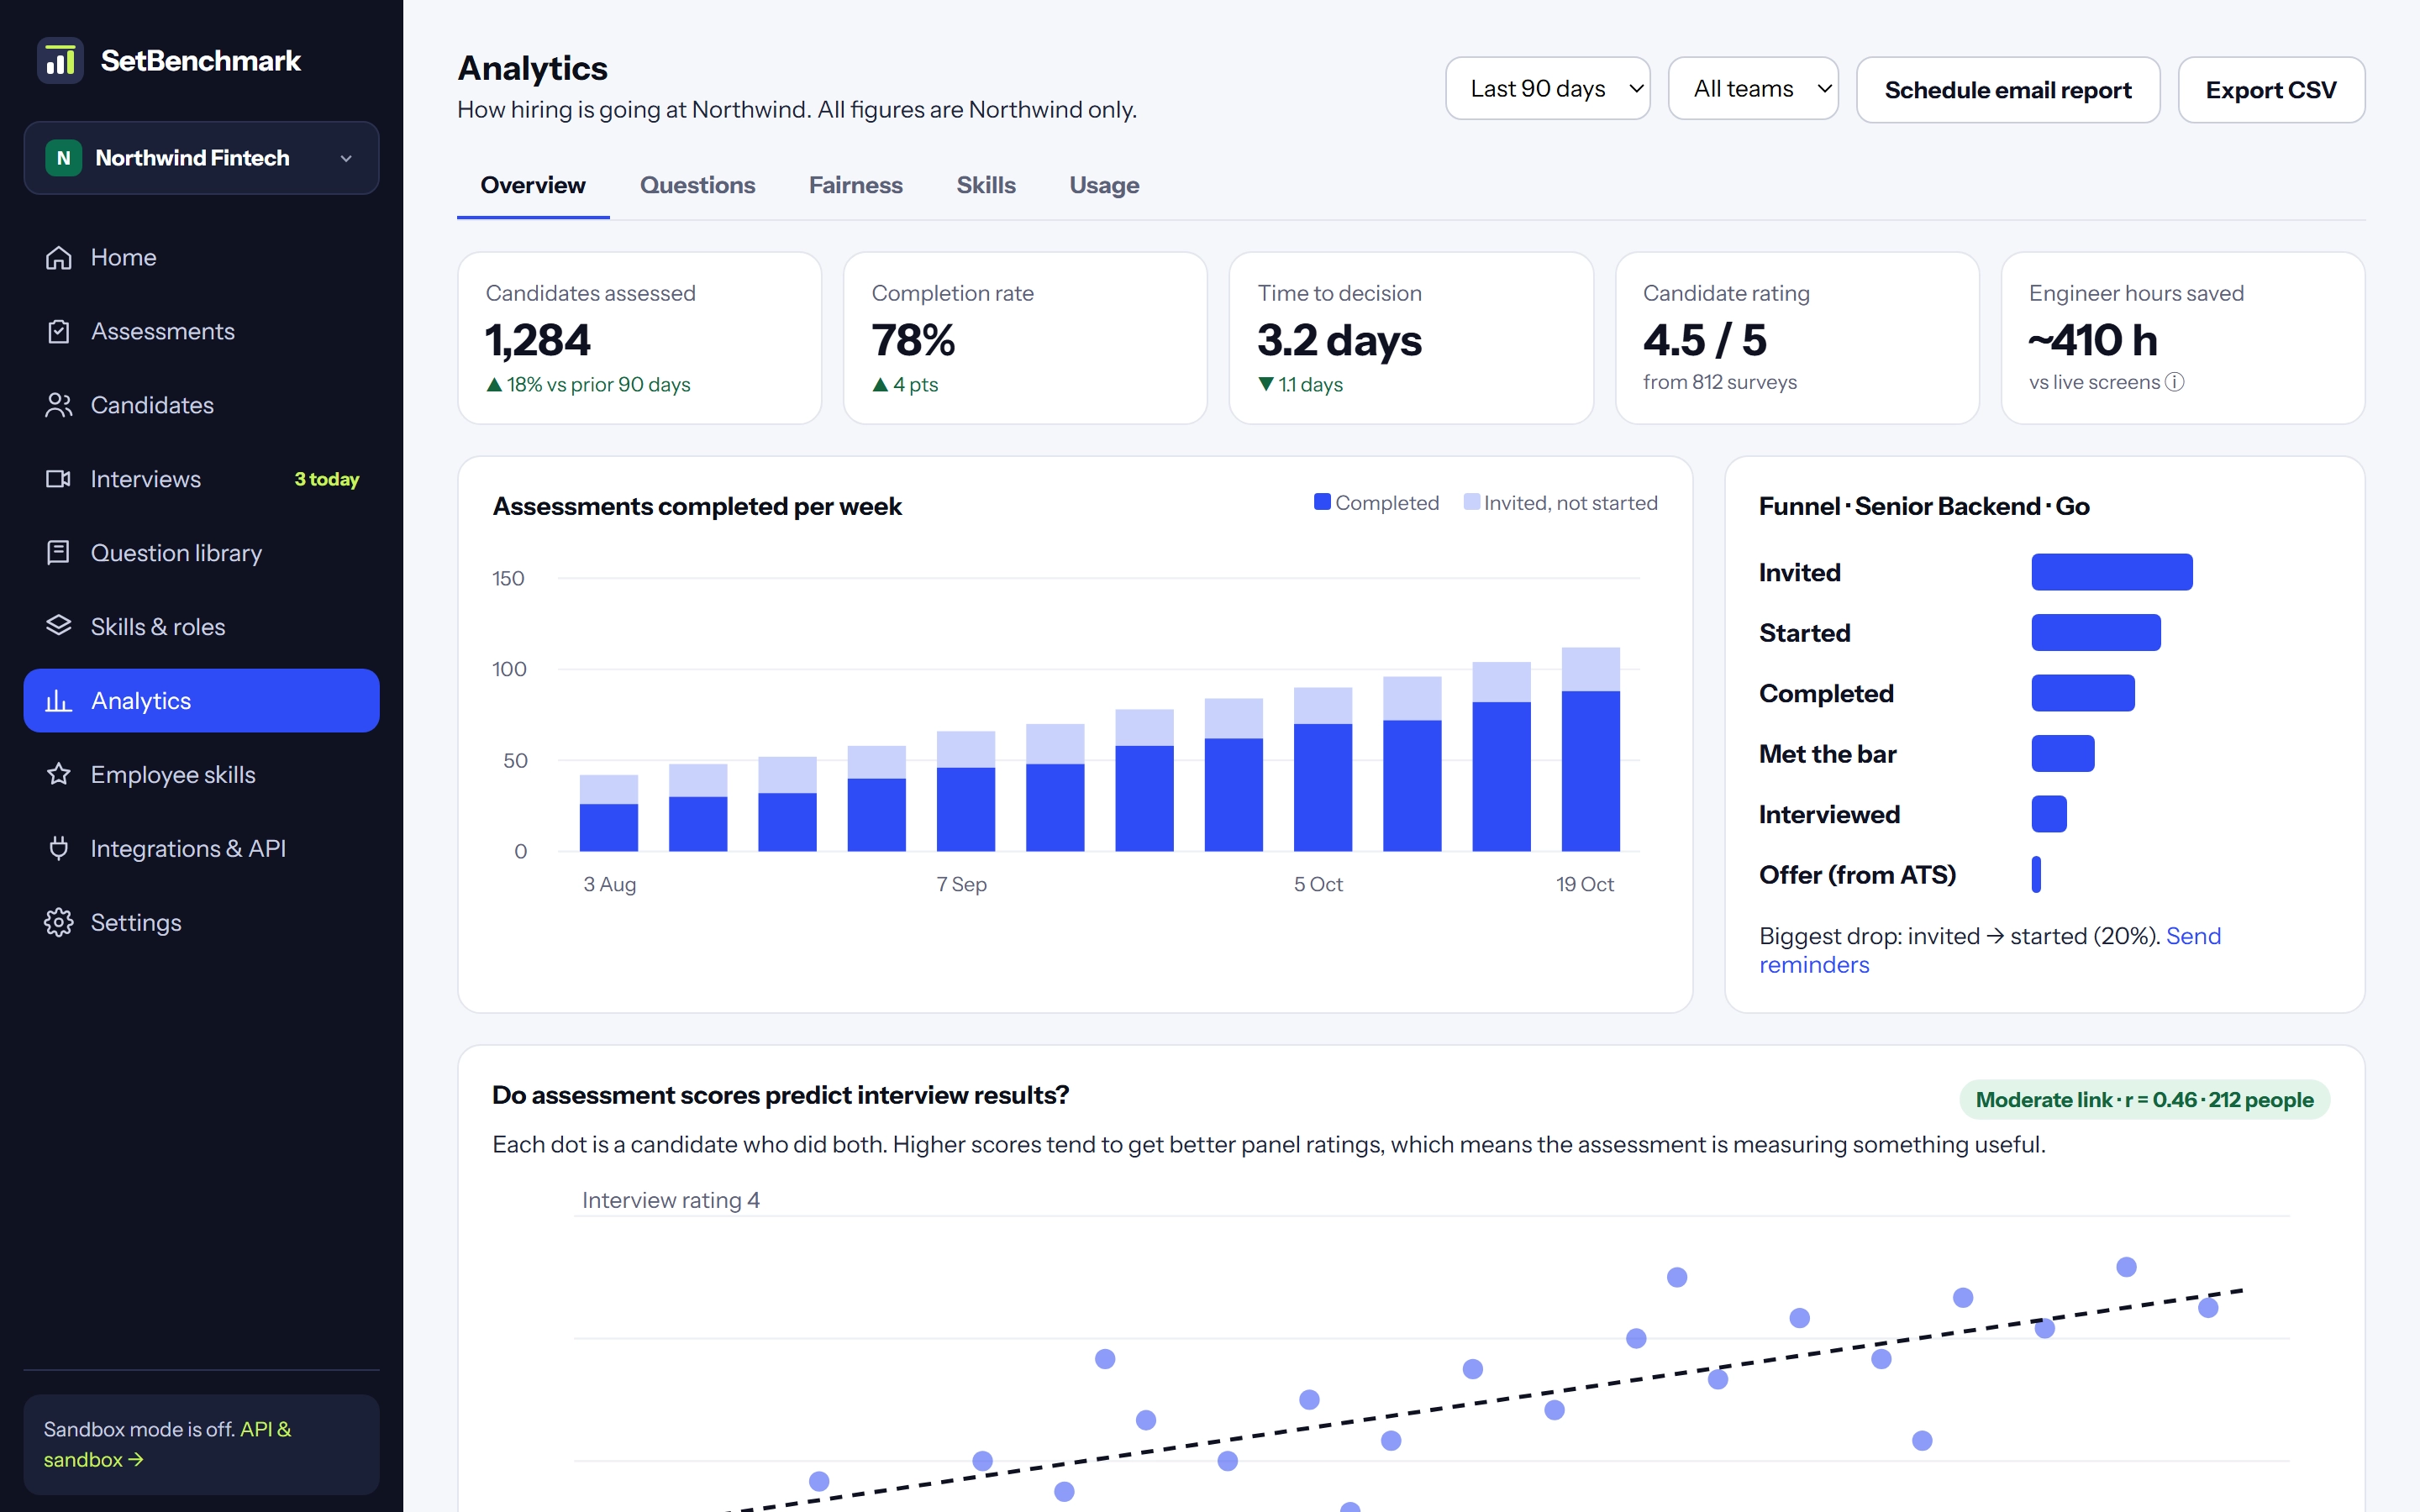 SetBenchmark
N Northwind Fintech
Home
Assessments
Candidates
Interviews 3 today
Question library
Skills & roles
Analytics
Employee skills
Integrations & API
Settings
Sandbox mode is off. API &
sandbox →
Analytics
How hiring is going at Northwind. All figures are Northwind only.
Last 90 days
All teams
Schedule email report
Export CSV
Overview Questions Fairness Skills Usage
Candidates assessed
1,284
▲ 18% vs prior 90 days
Completion rate
78%
▲ 4 pts
Time to decision
3.2 days
▼ 1.1 days
Candidate rating
4.5 / 5
from 812 surveys
Engineer hours saved
~410 h
vs live screens ⓘ
Assessments completed per week
Completed Invited, not started
150
100
50
0
3 Aug 7 Sep 5 Oct 19 Oct
Funnel · Senior Backend · Go
Invited
Started
Completed
Met the bar
Interviewed
Offer (from ATS)
Biggest drop: invited → started (20%). Send
reminders
Do assessment scores predict interview results?
Moderate link · r = 0.46 · 212 people
Each dot is a candidate who did both. Higher scores tend to get better panel ratings, which means the assessment is measuring something useful.
Interview rating 4